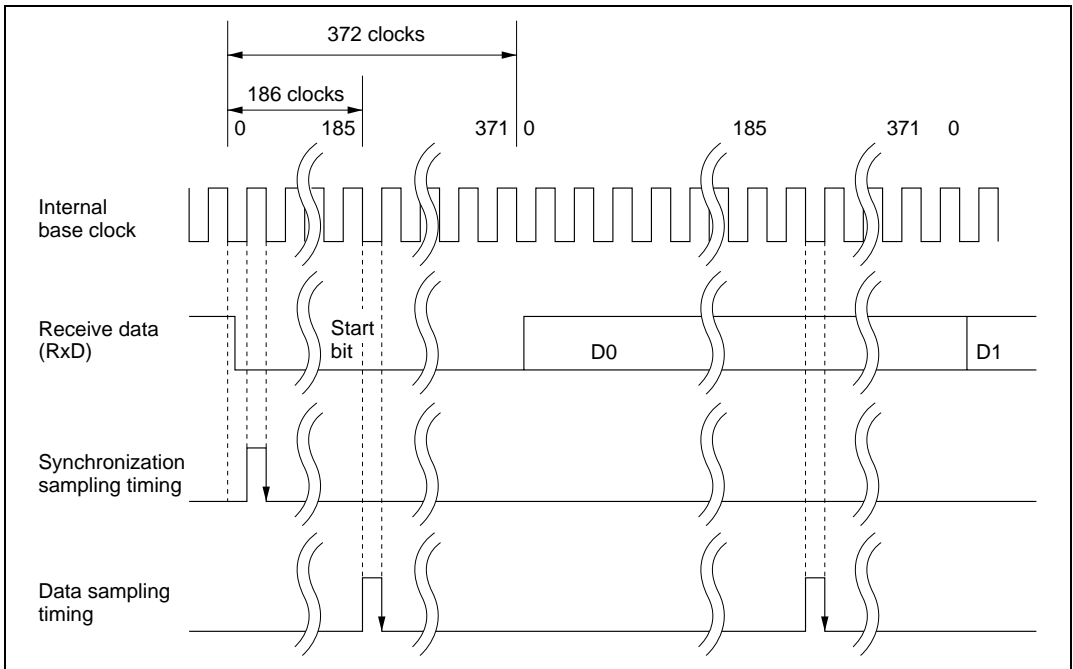 372 clocks
186 clocks
0 185 371 0 185 371 0
Internal
base clock
Receive data
(RxD)
Start
bit
D0
D1
Synchronization
sampling timing
Data sampling
timing